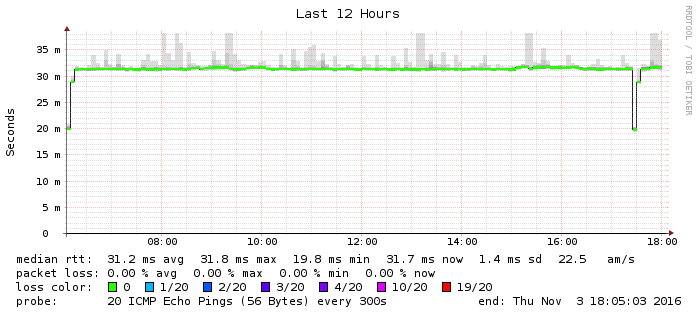 Last 12 Hours
RRDTOOL / TOBI OETIKER
Seconds
35 m
30 m
25 m
20 m
15 m
10 m
5 m
0
08:00 10:00 12:00 14:00 16:00 18:00
median rtt: 31.2 ms avg 31.8 ms max 19.8 ms min 31.7 ms now 1.4 ms sd 22.5 am/s
packet loss: 0.00 % avg 0.00 % max 0.00 % min 0.00 % now
loss color: 0 1/20 2/20 3/20 4/20 10/20 19/20
probe: 20 ICMP Echo Pings (56 Bytes) every 300s end: Thu Nov 3 18:05:03 2016